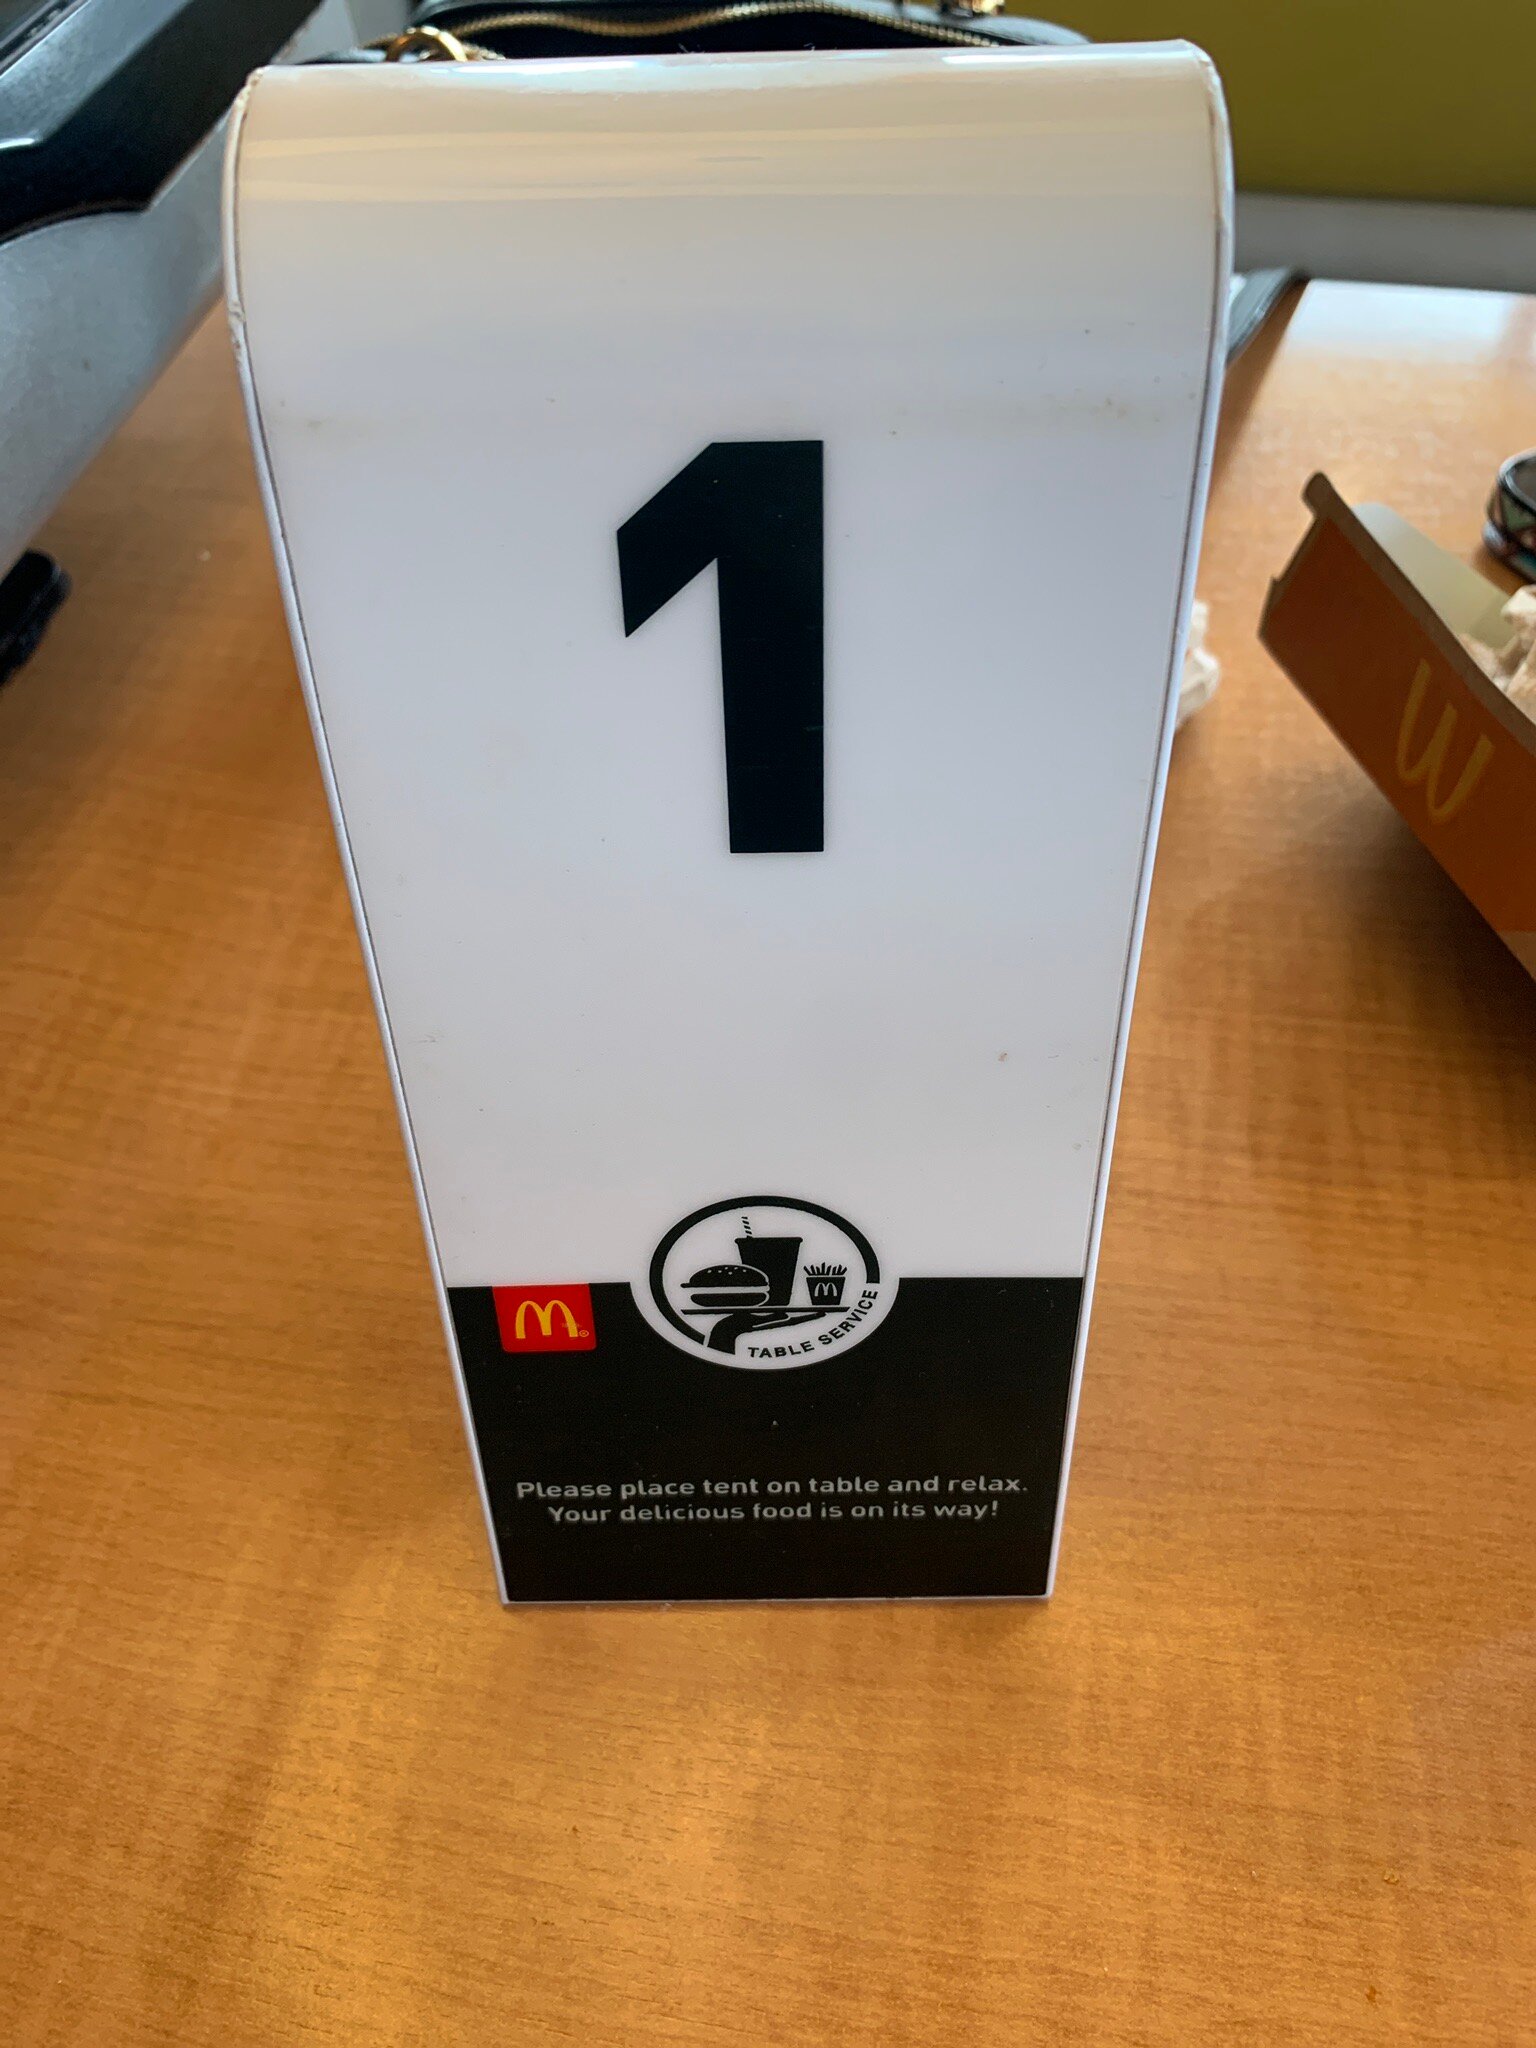 1
TABLE SERVICE
Please place tent on table and relax.
Your delicious food is on its way!